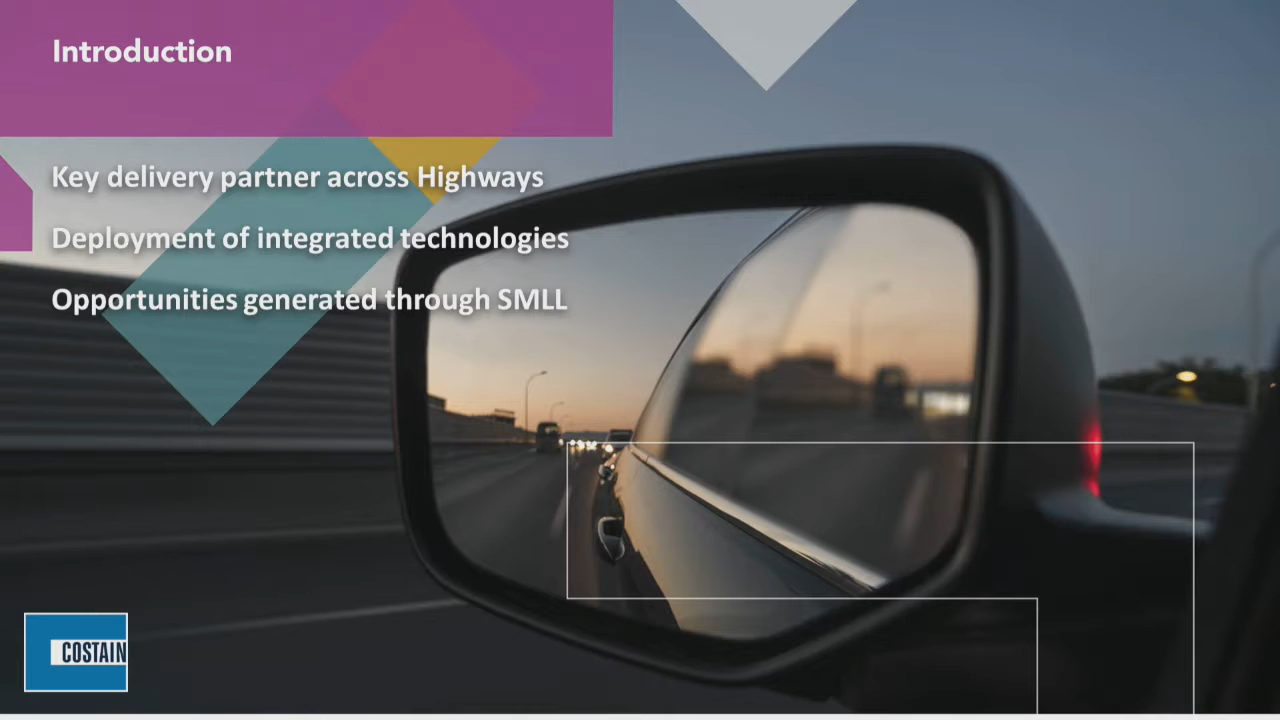 Introduction
Key delivery partner across Highways
Deployment of integrated technologies
Opportunities generated through SMLL
COSTAIN